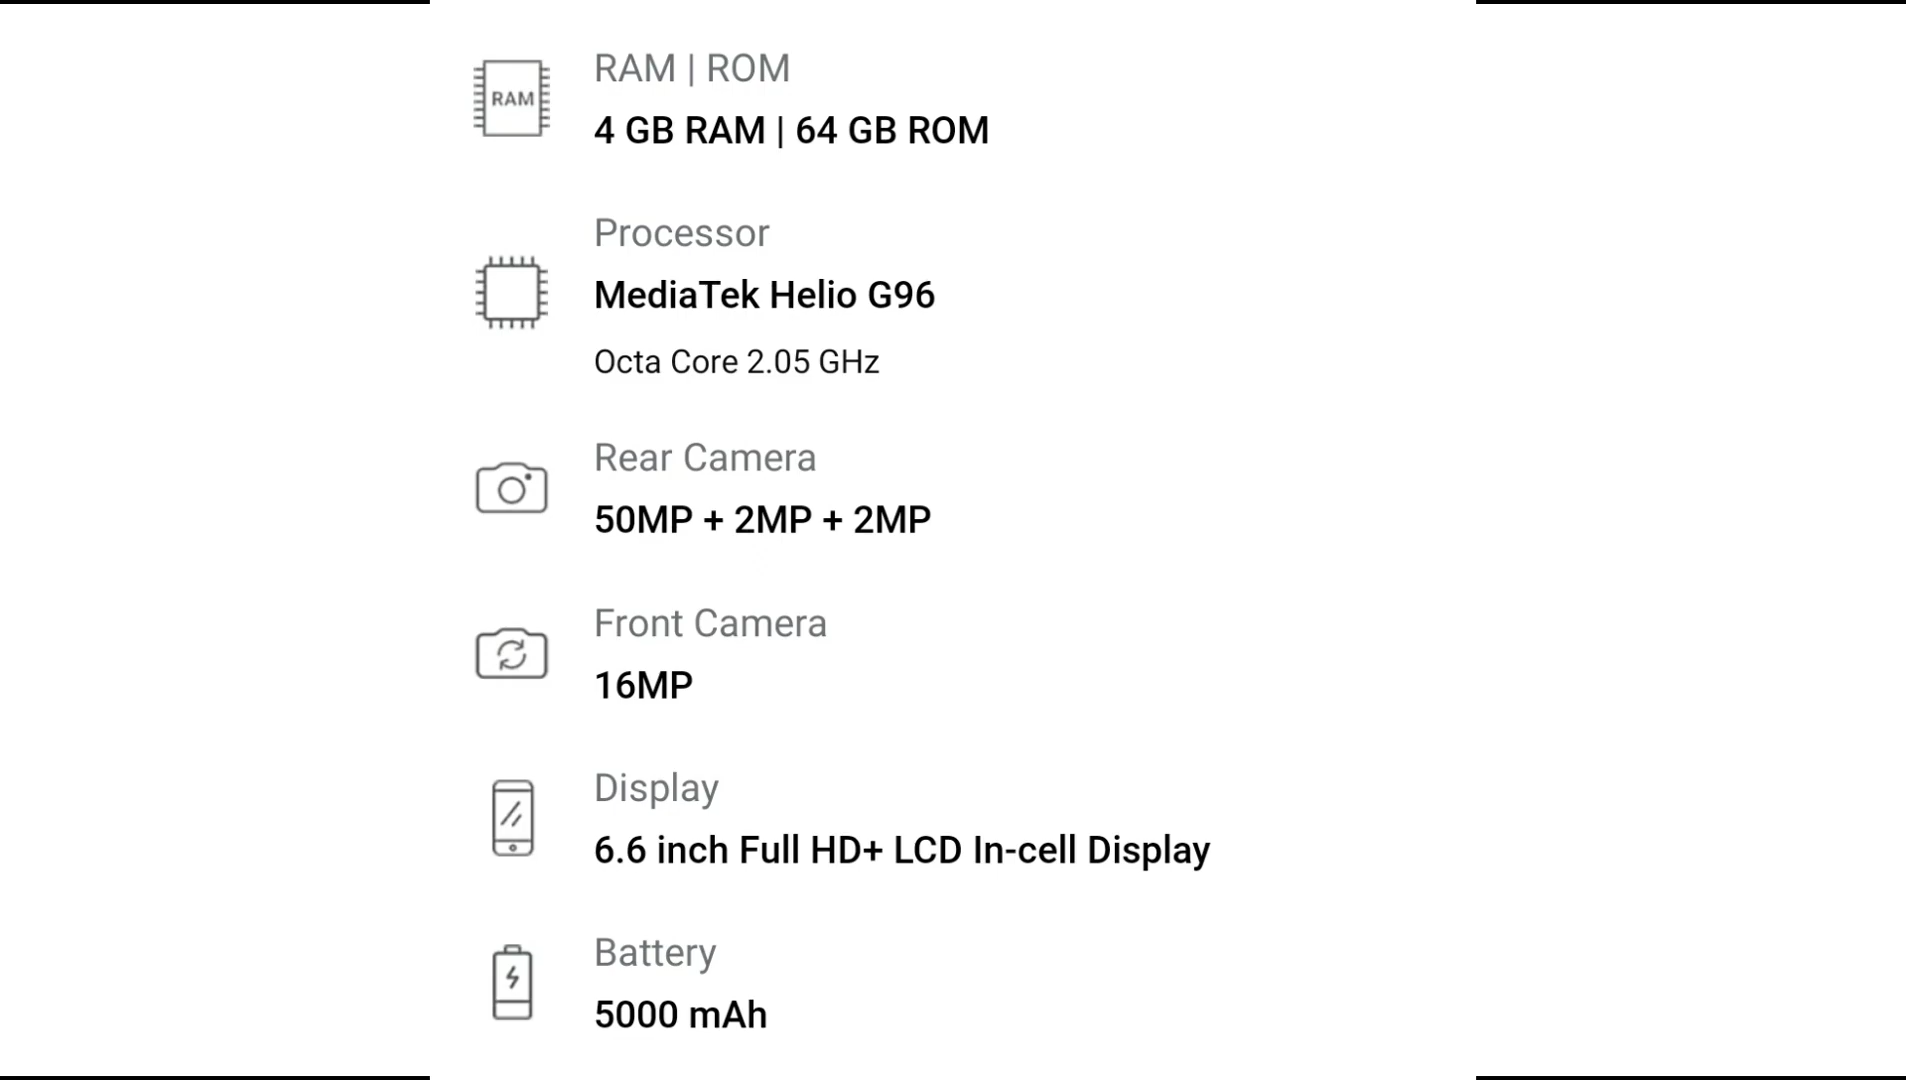 RAM | ROM
RAM
4 GB RAM | 64 GB ROM
Processor
MediaTek Helio G96
Octa Core 2.05 GHz
Rear Camera
50MP + 2MP + 2MP
Front Camera
16MP
Display
6.6 inch Full HD+ LCD In-cell Display
Battery
5000 mAh